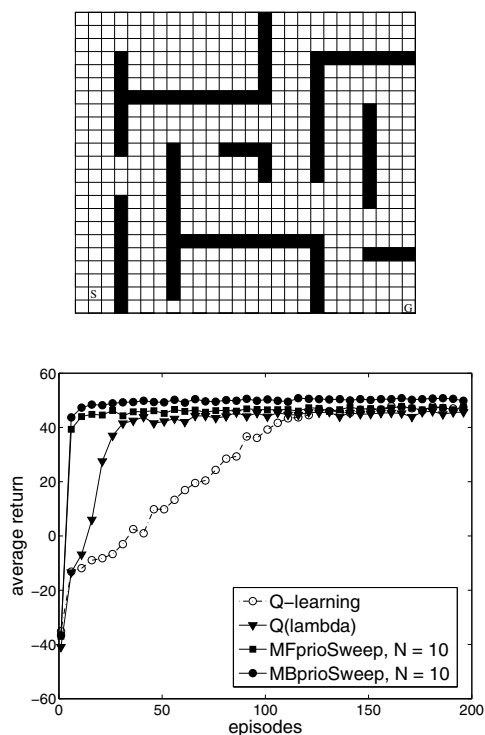 S
G
60
40
20
0
−20
−40
−60
average return
0
50
100
150
200
episodes
Q−learning
Q(lambda)
MFprioSweep, N = 10
MBprioSweep, N = 10